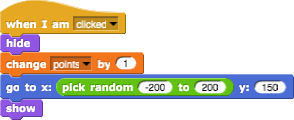 when I am clicked
hide
change points by 1
go to x: pick random -200 to 200 y: 150
show